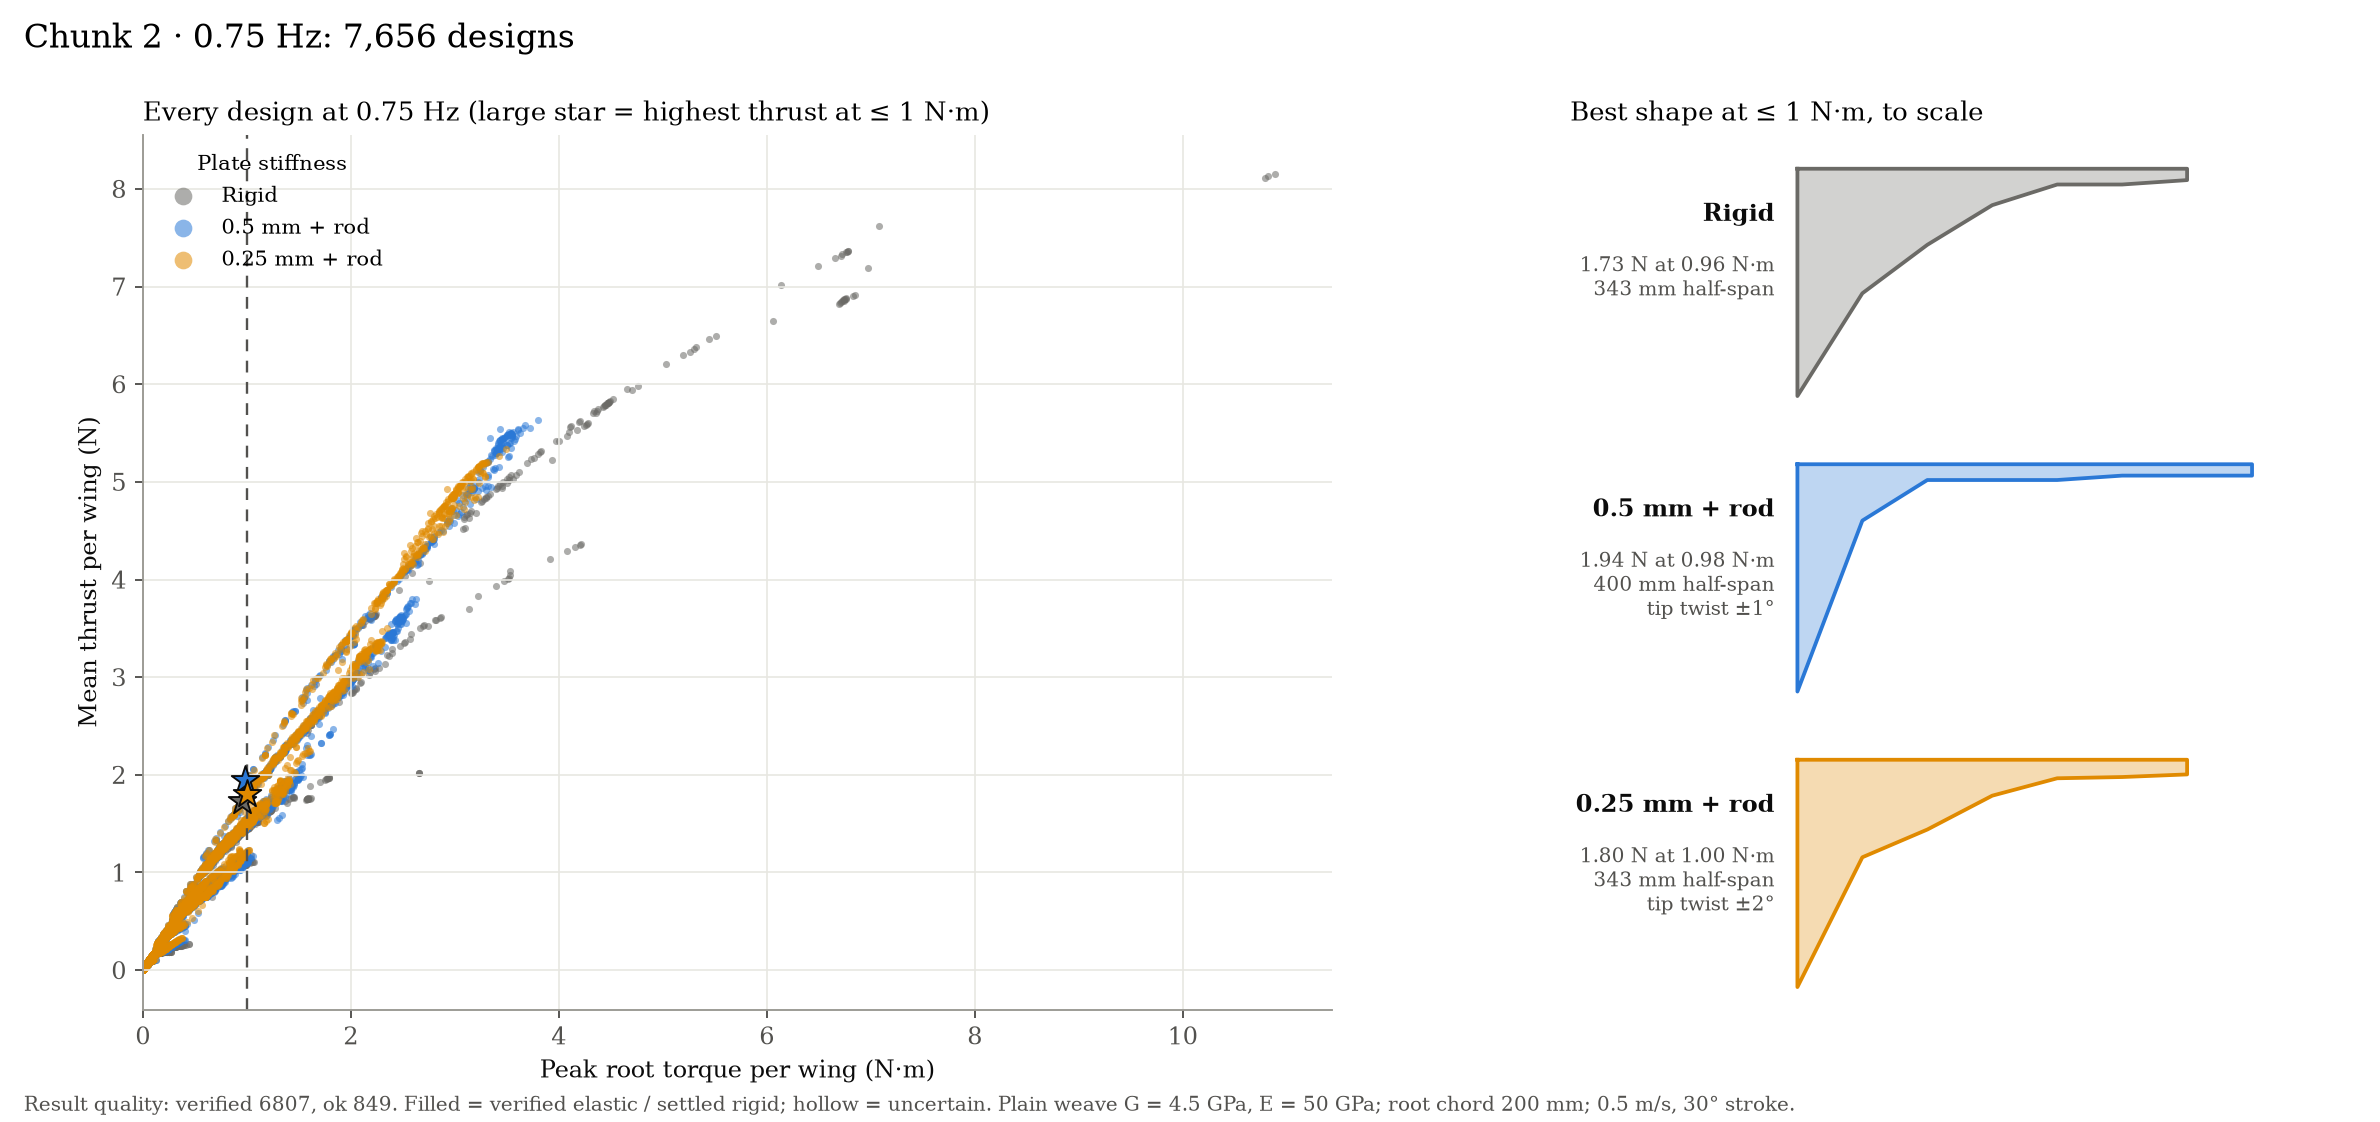 Chunk 2 · 0.75 Hz: 7,656 designs
Every design at 0.75 Hz (large star = highest thrust at ≤ 1 N·m)
Plate stiffness
Rigid
0.5 mm + rod
0.25 mm + rod
8
7
6
5
4
3
2
1
0
Mean thrust per wing (N)
0
2
4
6
8
10
Peak root torque per wing (N·m)
Best shape at ≤ 1 N·m, to scale
Rigid
1.73 N at 0.96 N·m
343 mm half-span
0.5 mm + rod
1.94 N at 0.98 N·m
400 mm half-span
tip twist ±1°
0.25 mm + rod
1.80 N at 1.00 N·m
343 mm half-span
tip twist ±2°
Result quality: verified 6807, ok 849. Filled = verified elastic / settled rigid; hollow = uncertain. Plain weave G = 4.5 GPa, E = 50 GPa; root chord 200 mm; 0.5 m/s, 30° stroke.